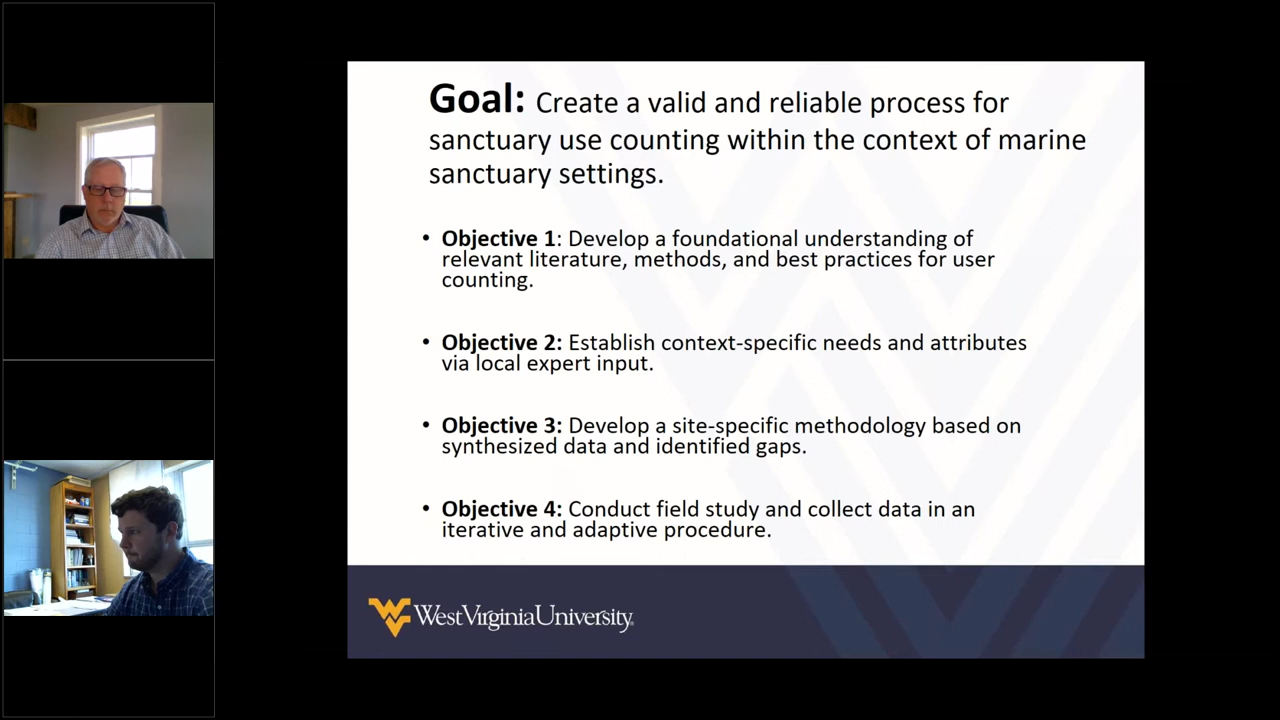 Goal: Create a valid and reliable process for
sanctuary use counting within the context of marine
sanctuary settings.
• Objective 1: Develop a foundational understanding of
relevant literature, methods, and best practices for user
counting.
• Objective 2: Establish context-specific needs and attributes
via local expert input.
• Objective 3: Develop a site-specific methodology based on
synthesized data and identified gaps.
• Objective 4: Conduct field study and collect data in an
iterative and adaptive procedure.
WestVirginiaUniversity®